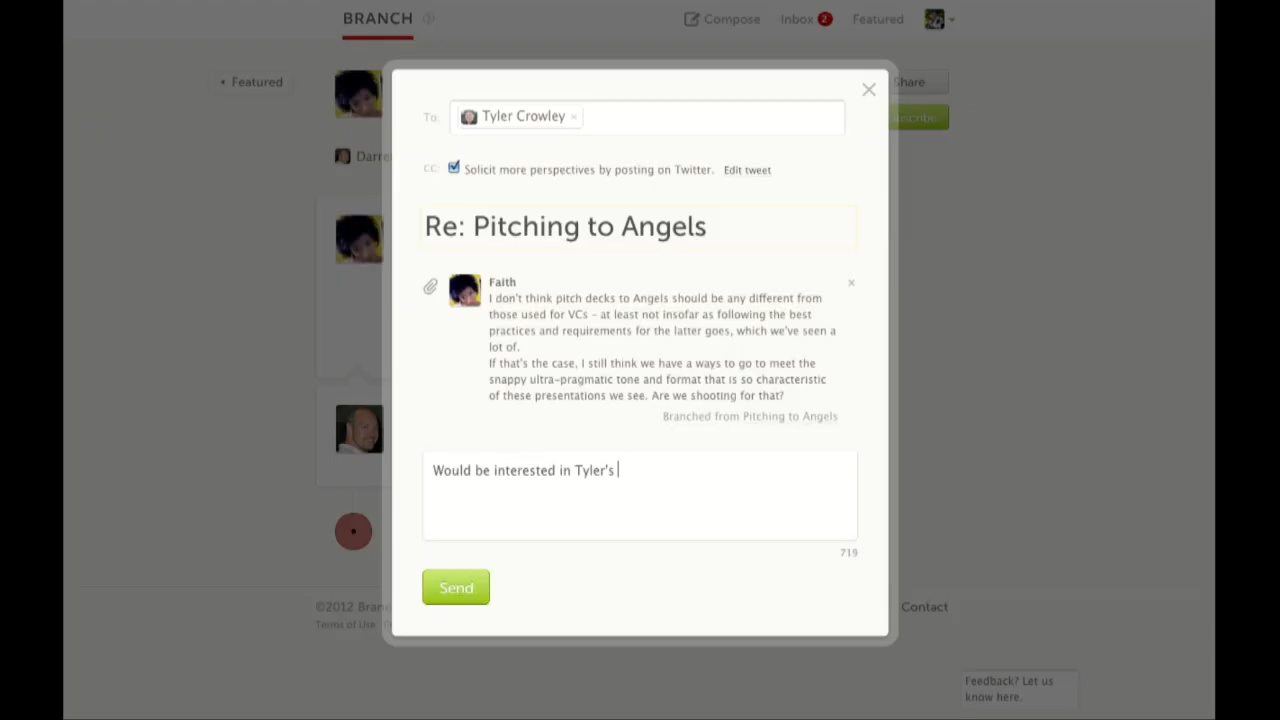 BRANCH
Compose
Inbox 2
Featured
Featured
Share
Darre
To:
Tyler Crowley ×
CC:
Solicit more perspectives by posting on Twitter. Edit tweet
Re: Pitching to Angels
Faith
I don't think pitch decks to Angels should be any different from
those used for VCs - at least not insofar as following the best
practices and requirements for the latter goes, which we've seen a
lot of.
If that's the case, I still think we have a ways to go to meet the
snappy ultra-pragmatic tone and format that is so characteristic
of these presentations we see. Are we shooting for that?
Branched from Pitching to Angels
Would be interested in Tyler's
719
Send
©2012 Bran
Contact
Terms of Use
Feedback? Let us
know here.